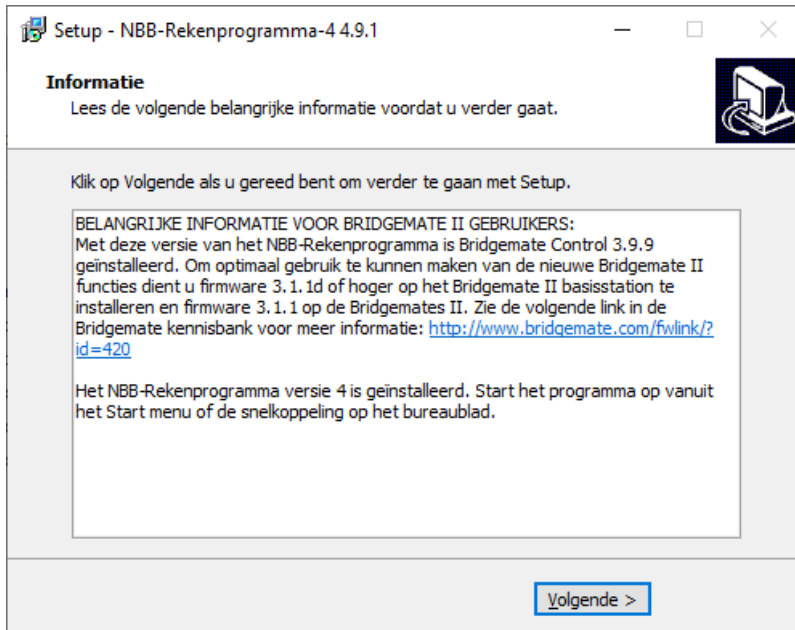 Setup - NBB-Rekenprogramma-4 4.9.1
Informatie
Lees de volgende belangrijke informatie voordat u verder gaat.
Klik op Volgende als u gereed bent om verder te gaan met Setup.
BELANGRIJKE INFORMATIE VOOR BRIDGEMATE II GEBRUIKERS:
Met deze versie van het NBB-Rekenprogramma is Bridgemate Control 3.9.9
geïnstalleerd. Om optimaal gebruik te kunnen maken van de nieuwe Bridgemate II
functies dient u firmware 3.1.1d of hoger op het Bridgemate II basisstation te
installeren en firmware 3.1.1 op de Bridgemates II. Zie de volgende link in de
Bridgemate kennisbank voor meer informatie: http://www.bridgemate.com/fwlink/?
id=420
Het NBB-Rekenprogramma versie 4 is geïnstalleerd. Start het programma op vanuit
het Start menu of de snelkoppeling op het bureaublad.
Volgende >